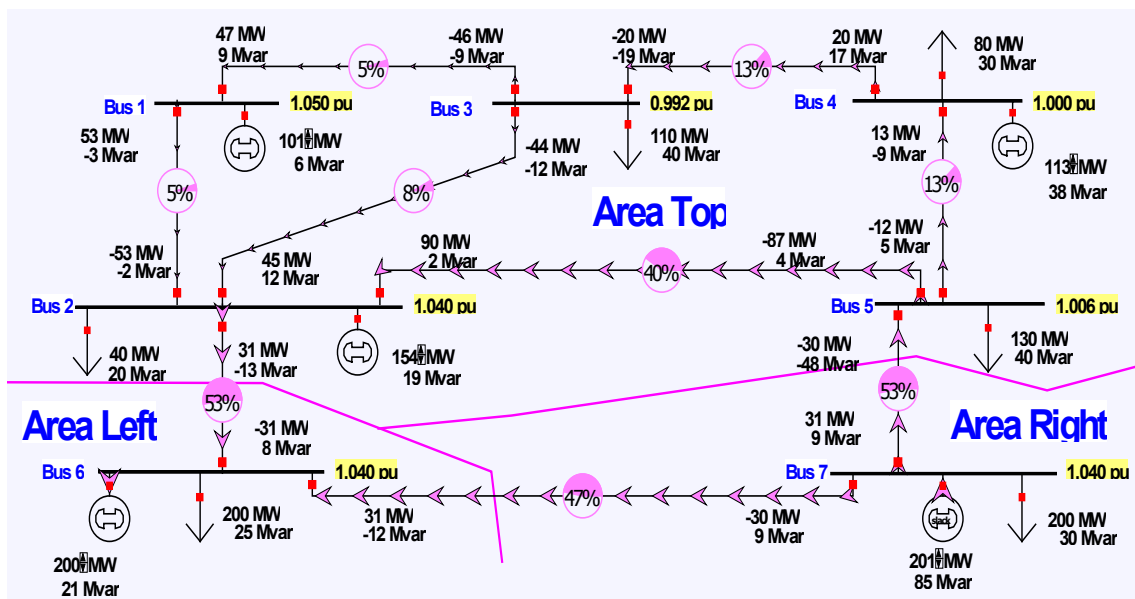 47 MW
9 Mvar
5%
-46 MW
-9 Mvar
-20 MW
-19 Mvar
13%
20 MW
17 Mvar
80 MW
30 Mvar
Bus 1
1.050 pu
Bus 3
0.992 pu
Bus 4
1.000 pu
53 MW
-3 Mvar
101 MW
6 Mvar
-44 MW
-12 Mvar
110 MW
40 Mvar
13 MW
-9 Mvar
113 MW
38 Mvar
5%
8%
13%
Area Top
-53 MW
-2 Mvar
45 MW
12 Mvar
90 MW
2 Mvar
40%
-87 MW
4 Mvar
-12 MW
5 Mvar
Bus 2
1.040 pu
Bus 5
1.006 pu
40 MW
20 Mvar
31 MW
-13 Mvar
154 MW
19 Mvar
-30 MW
-48 Mvar
130 MW
40 Mvar
53%
53%
Area Left
Area Right
-31 MW
8 Mvar
31 MW
9 Mvar
Bus 6
1.040 pu
Bus 7
1.040 pu
47%
200 MW
25 Mvar
31 MW
-12 Mvar
-30 MW
9 Mvar
slack
200 MW
30 Mvar
200 MW
21 Mvar
201 MW
85 Mvar